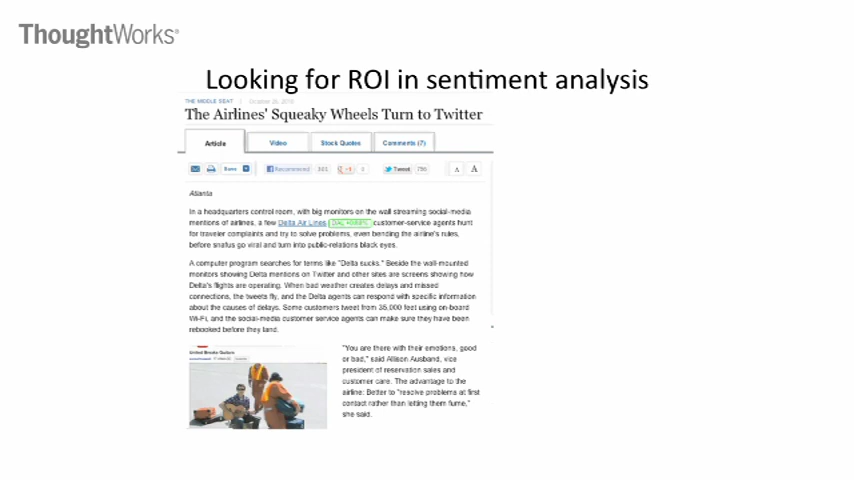 ThoughtWorks®
Looking for ROI in sentiment analysis
THE MIDDLE SEAT
The Airlines' Squeaky Wheels Turn to Twitter
Article Video Stock Quotes Comments (7)
Save Recommend +1 0 Tweet A A
Atlanta
In a headquarters control room, with big monitors on the wall streaming social-media
mentions of airlines, a few Delta Air Lines customer-service agents hunt
for traveler complaints and try to solve problems, even bending the airline's rules,
before snafus go viral and turn into public-relations black eyes.
A computer program searches for terms like "Delta sucks." Beside the wall-mounted
monitors showing Delta mentions on Twitter and other sites are screens showing how
Delta's flights are operating. When bad weather creates delays and missed
connections, the tweets fly, and the Delta agents can respond with specific information
about the causes of delays. Some customers tweet from 35,000 feet using on-board
Wi-Fi, and the social-media customer service agents can make sure they have been
rebooked before they land.
United Breaks Guitars
"You are there with their emotions, good
or bad," said Allison Ausband, vice
president of reservation sales and
customer care. The advantage to the
airline: Better to "resolve problems at first
contact rather than letting them fume,"
she said.